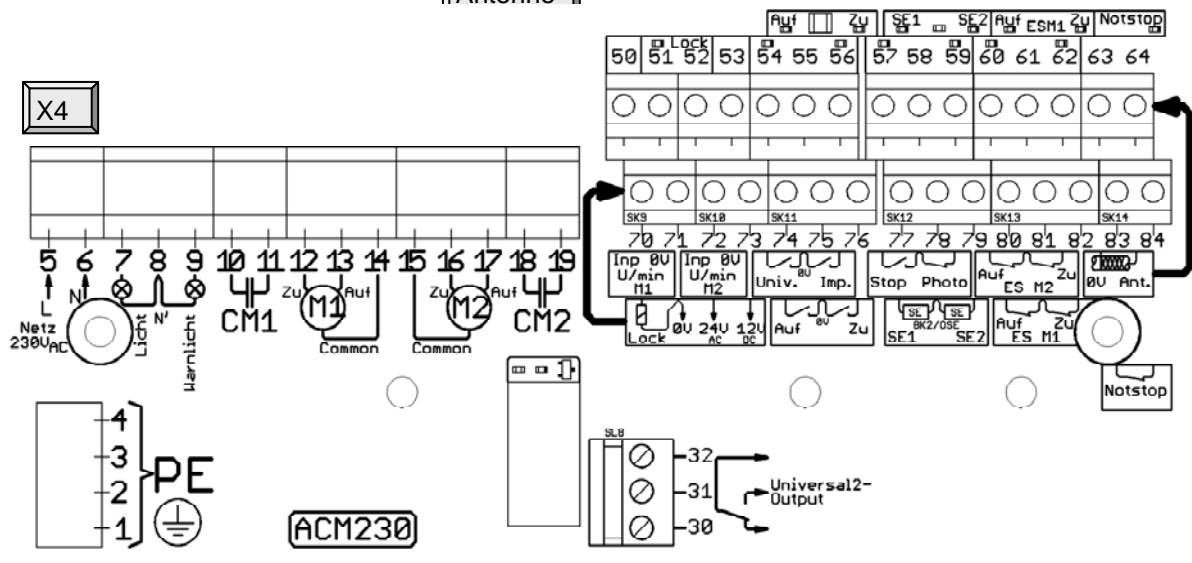 Antenne
Auf Zu SE1 SE2 Auf ESM1 Zu Notstop
Lock
50 51 52 53 54 55 56 57 58 59 60 61 62 63 64
X4
SK9 SK10 SK11 SK12 SK13 SK14
70 71 72 73 74 75 76 77 78 79 80 81 82 83 84
5 6 7 8 9 10 11 12 13 14 15 16 17 18 19
Inp 0V U/min M1
Inp 0V U/min M2
Univ. 0V Imp.
Stop Photo
Auf Zu ES M2
0V Ant.
Lock 0V 24V AC 12V DC
Auf 0V Zu
SE SE BK2/OSE SE1 SE2
Auf Zu ES M1
Notstop
L N'
Netz 230V AC
Licht
N'
Warnlicht
CM1
Zu M1 Auf
Common
Zu M2 Auf
Common
CM2
4
3
2
1
PE
ACM230
SL8
32
31
30
Universal2-
Output